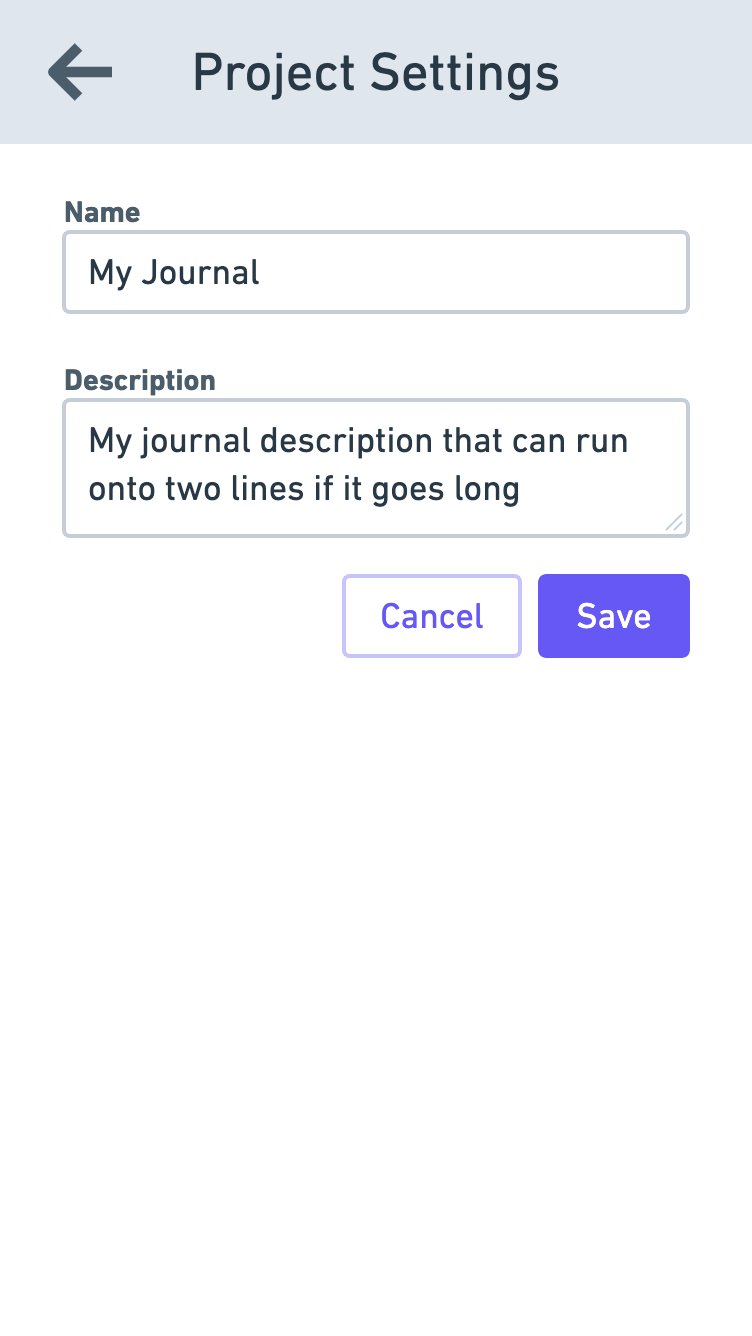 Project Settings
Name
My Journal
Description
My journal description that can run
onto two lines if it goes long
Cancel
Save